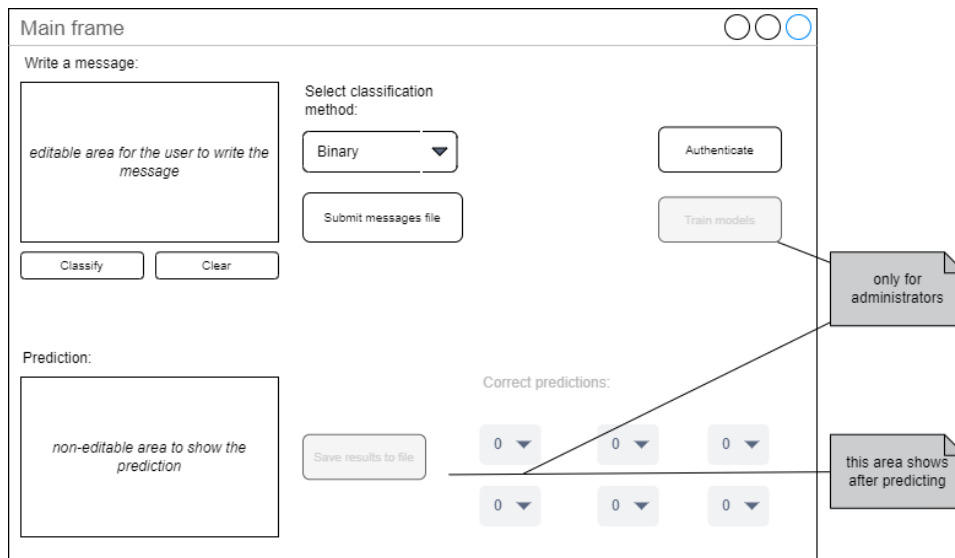 Main frame
Write a message:
editable area for the user to write the
message
Select classification
method:
Binary
Authenticate
Submit messages file
Train models
Classify
Clear
only for
administrators
Prediction:
Correct predictions:
non-editable area to show the
prediction
Save results to file
0
0
0
this area shows
after predicting
0
0
0